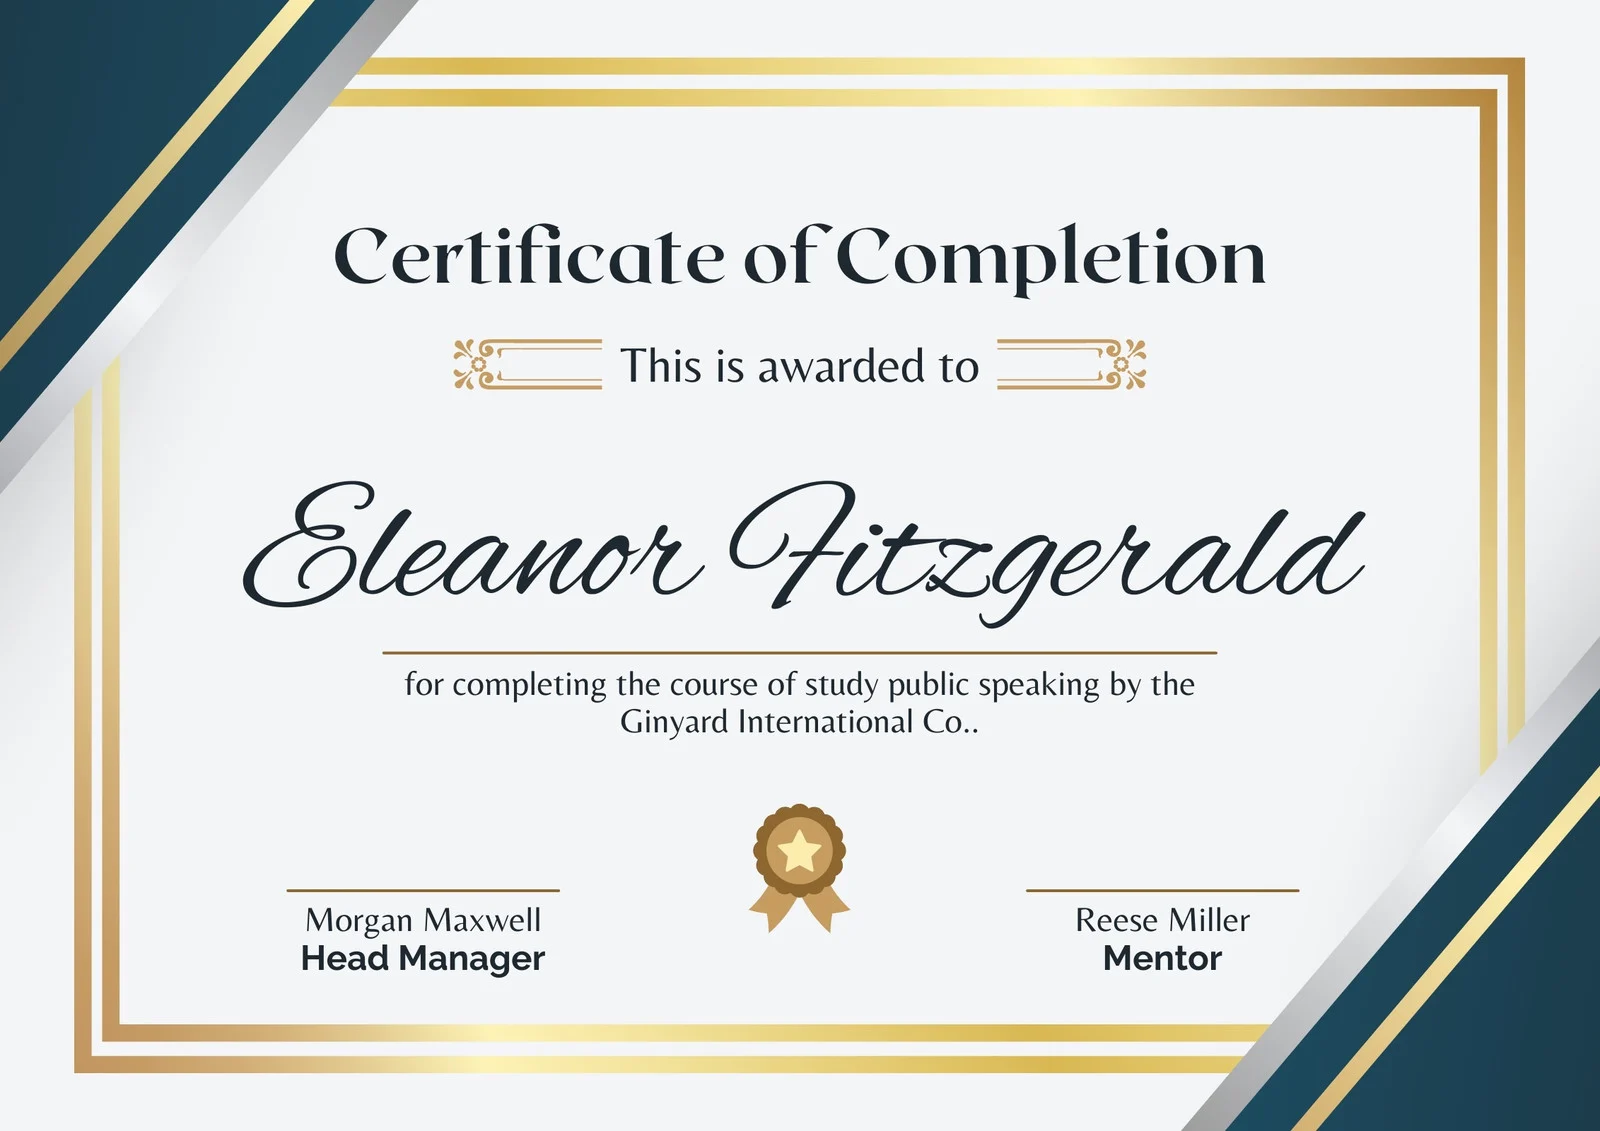 Certificate of Completion
This is awarded to
Eleanor Fitzgerald
for completing the course of study public speaking by the
Ginyard International Co..
Morgan Maxwell
Head Manager
Reese Miller
Mentor